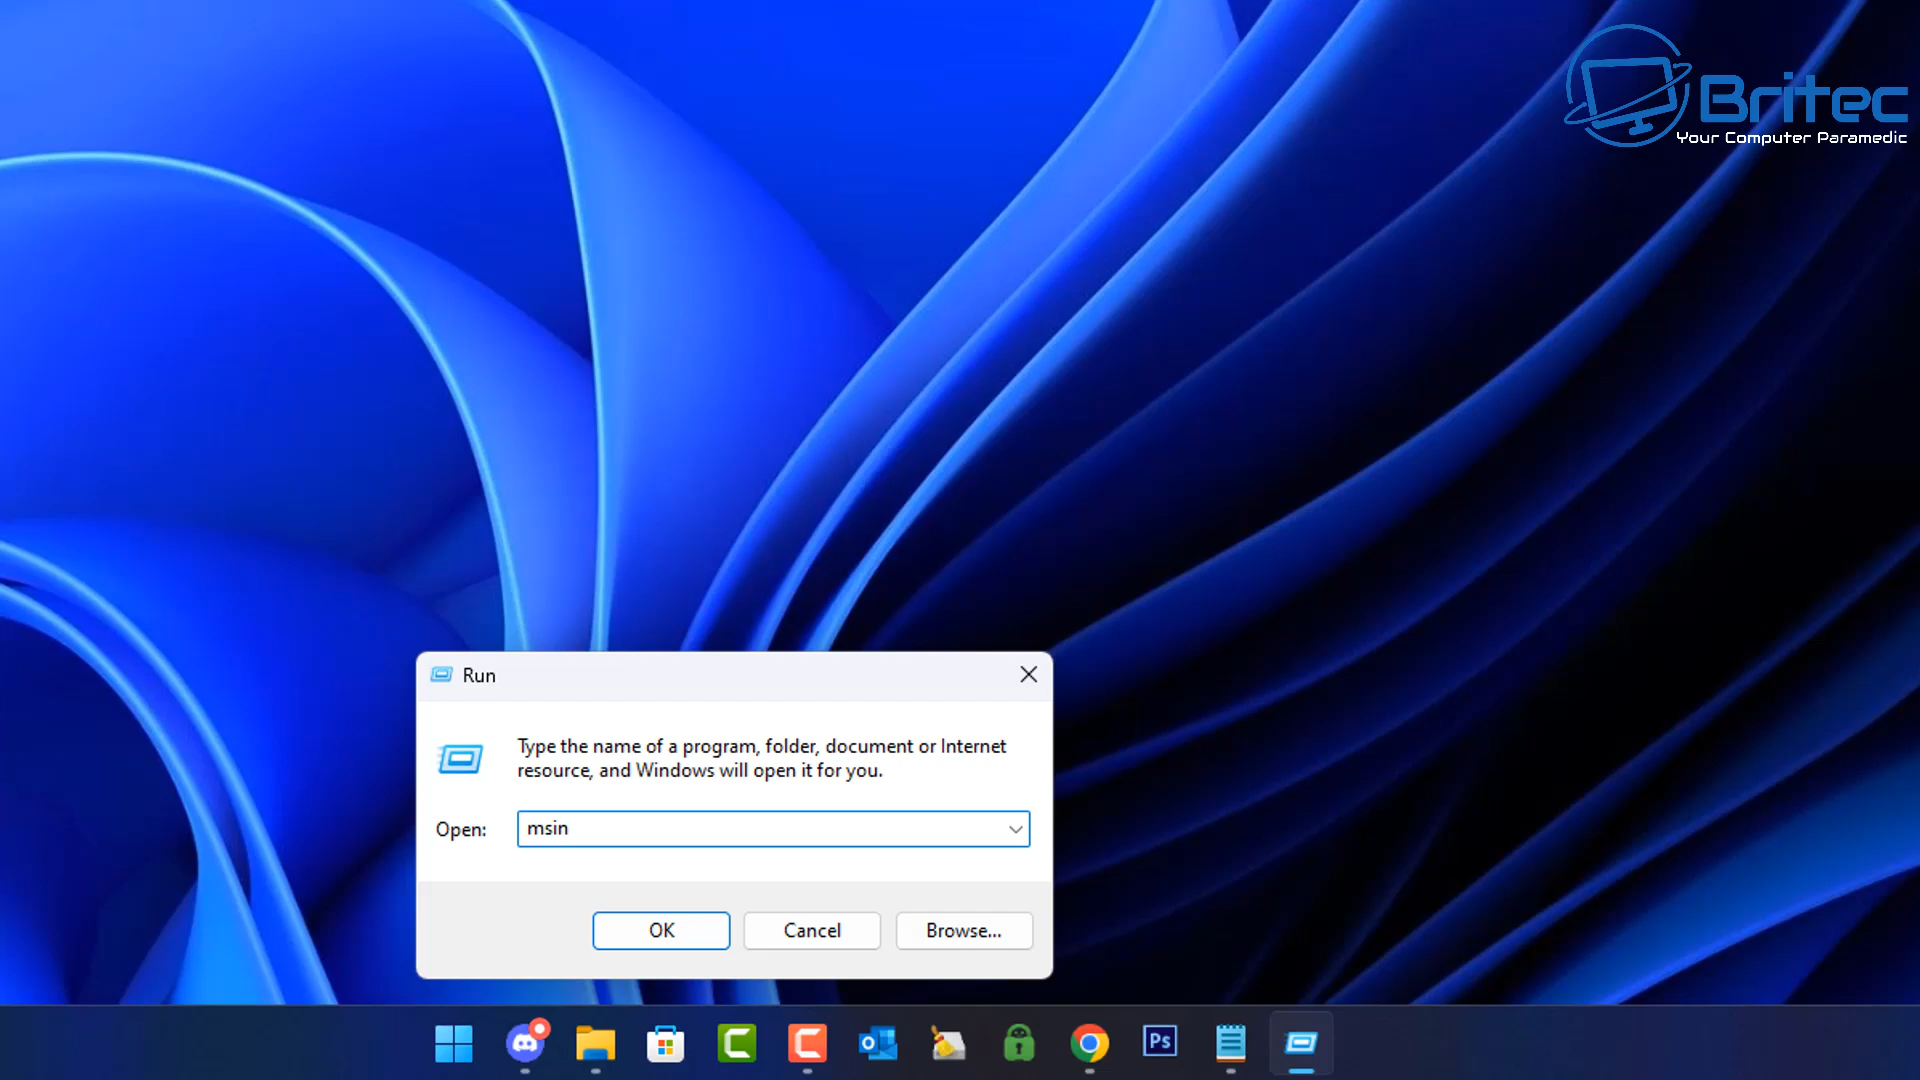 Britec
Your Computer Paramedic
Run
Type the name of a program, folder, document or Internet
resource, and Windows will open it for you.
Open:
msin
OK
Cancel
Browse...
Ps